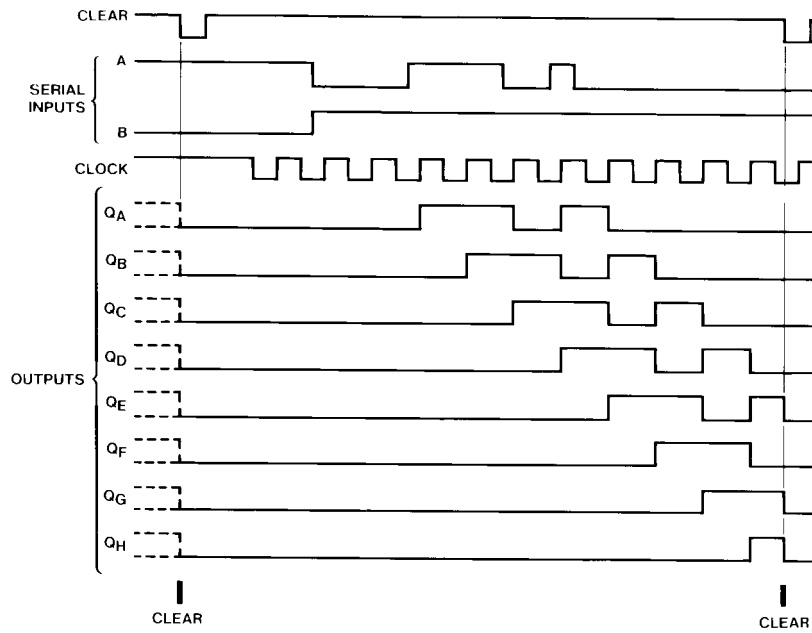 CLEAR
A
SERIAL
INPUTS
B
CLOCK
QA
QB
QC
QD
OUTPUTS
QE
QF
QG
QH
CLEAR CLEAR